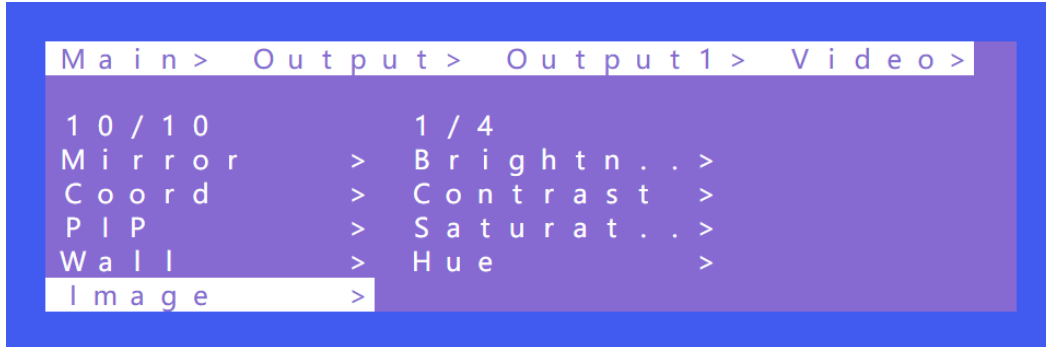 Main> Output> Output1> Video>
10/10 1/4
Mirror > Brightn..>
Coord > Contrast >
PIP > Saturat..>
Wall > Hue >
Image >